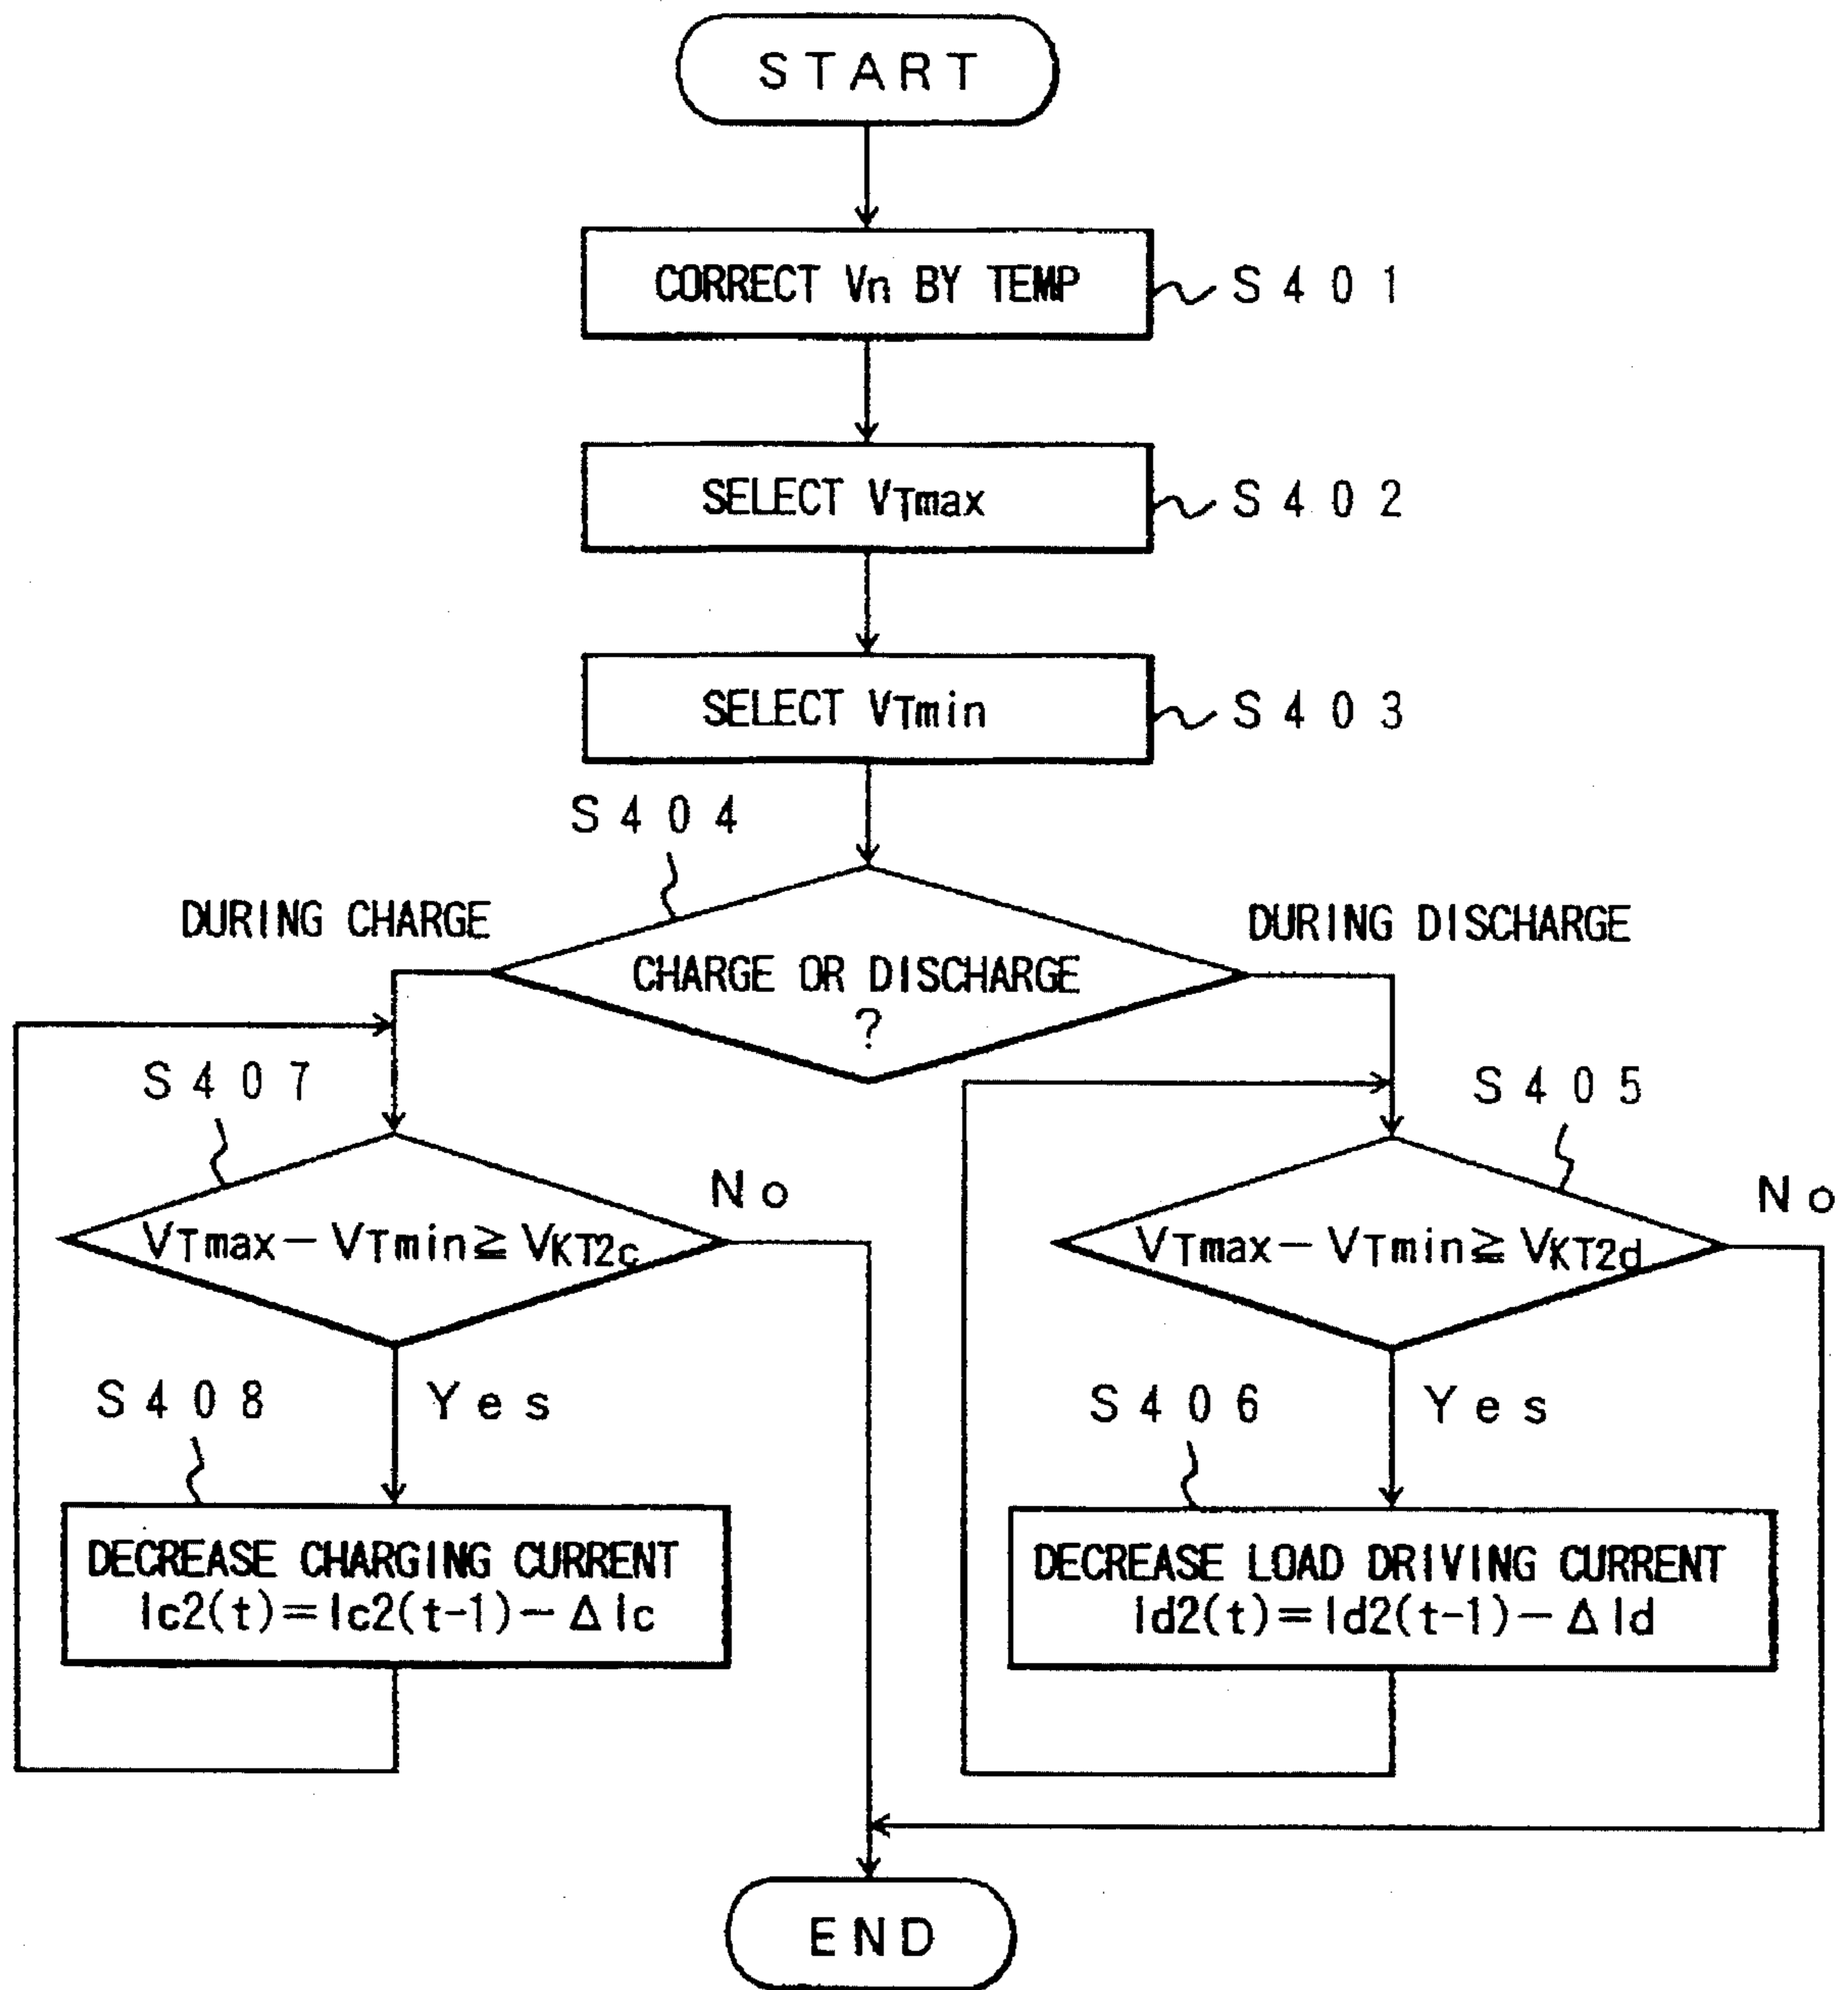 START
CORRECT Vn BY TEMP
S401
SELECT VTmax
S402
SELECT VTmin
S403
S404
DURING CHARGE
DURING DISCHARGE
CHARGE OR DISCHARGE
?
S407
S405
No
No
VTmax－VTmin≧VKT2c
VTmax－VTmin≧VKT2d
S408
Yes
S406
Yes
DECREASE CHARGING CURRENT
Ic2(t)=Ic2(t-1)－ΔIc
DECREASE LOAD DRIVING CURRENT
Id2(t)=Id2(t-1)－ΔId
END